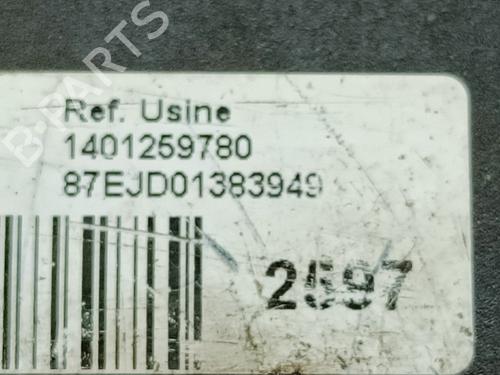 B-PARTS
Ref. Usine
1401259780
87EJD01383949
2597